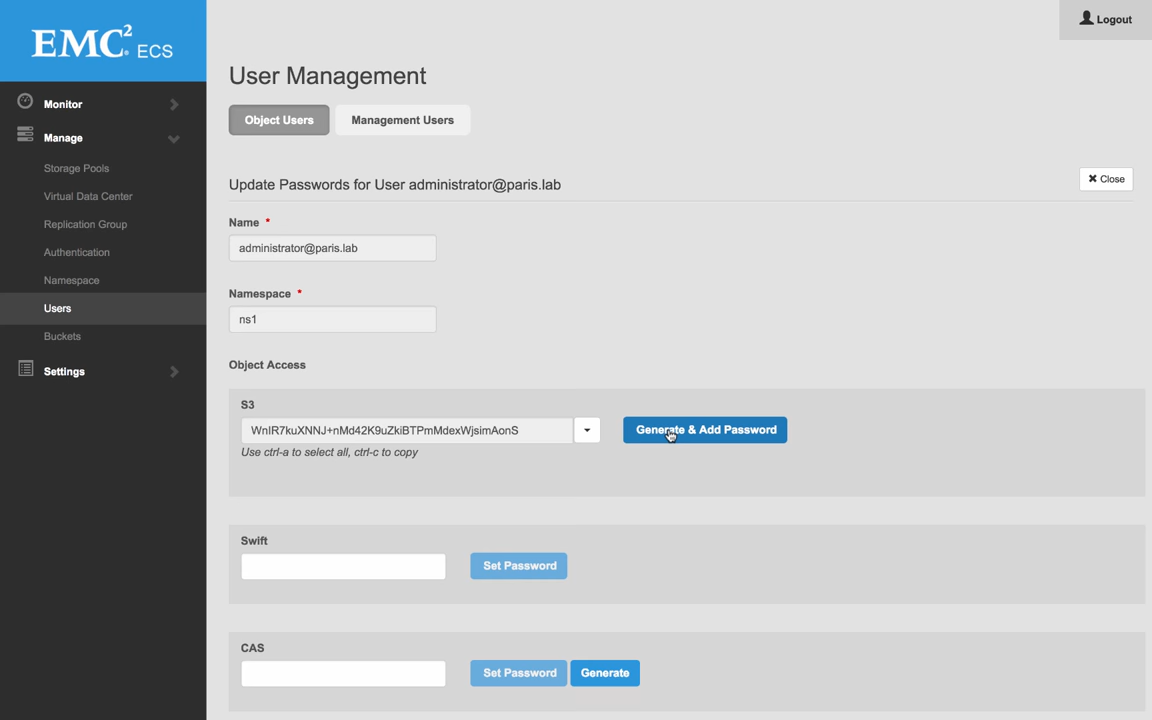 EMC² ECS
Logout
Monitor
Manage
Storage Pools
Virtual Data Center
Replication Group
Authentication
Namespace
Users
Buckets
Settings
User Management
Object Users
Management Users
Update Passwords for User administrator@paris.lab
✖ Close
Name *
administrator@paris.lab
Namespace *
ns1
Object Access
S3
WnIR7kuXNNJ+nMd42K9uZkiBTPmMdexWjsimAonS
Generate & Add Password
Use ctrl-a to select all, ctrl-c to copy
Swift
Set Password
CAS
Set Password
Generate